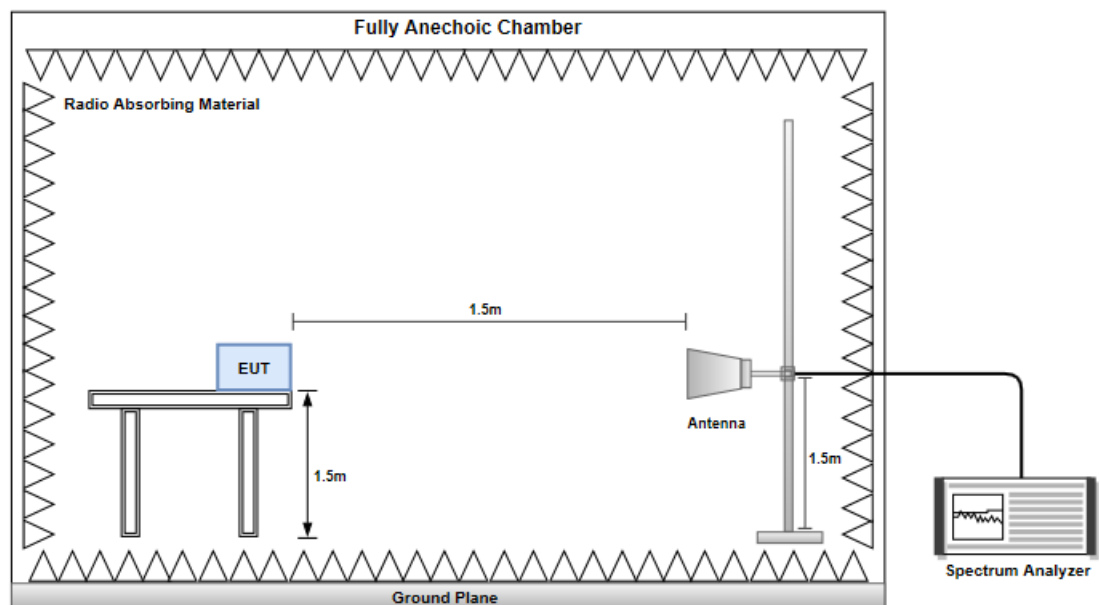 Fully Anechoic Chamber
Radio Absorbing Material
1.5m
EUT
Antenna
1.5m
1.5m
Spectrum Analyzer
Ground Plane